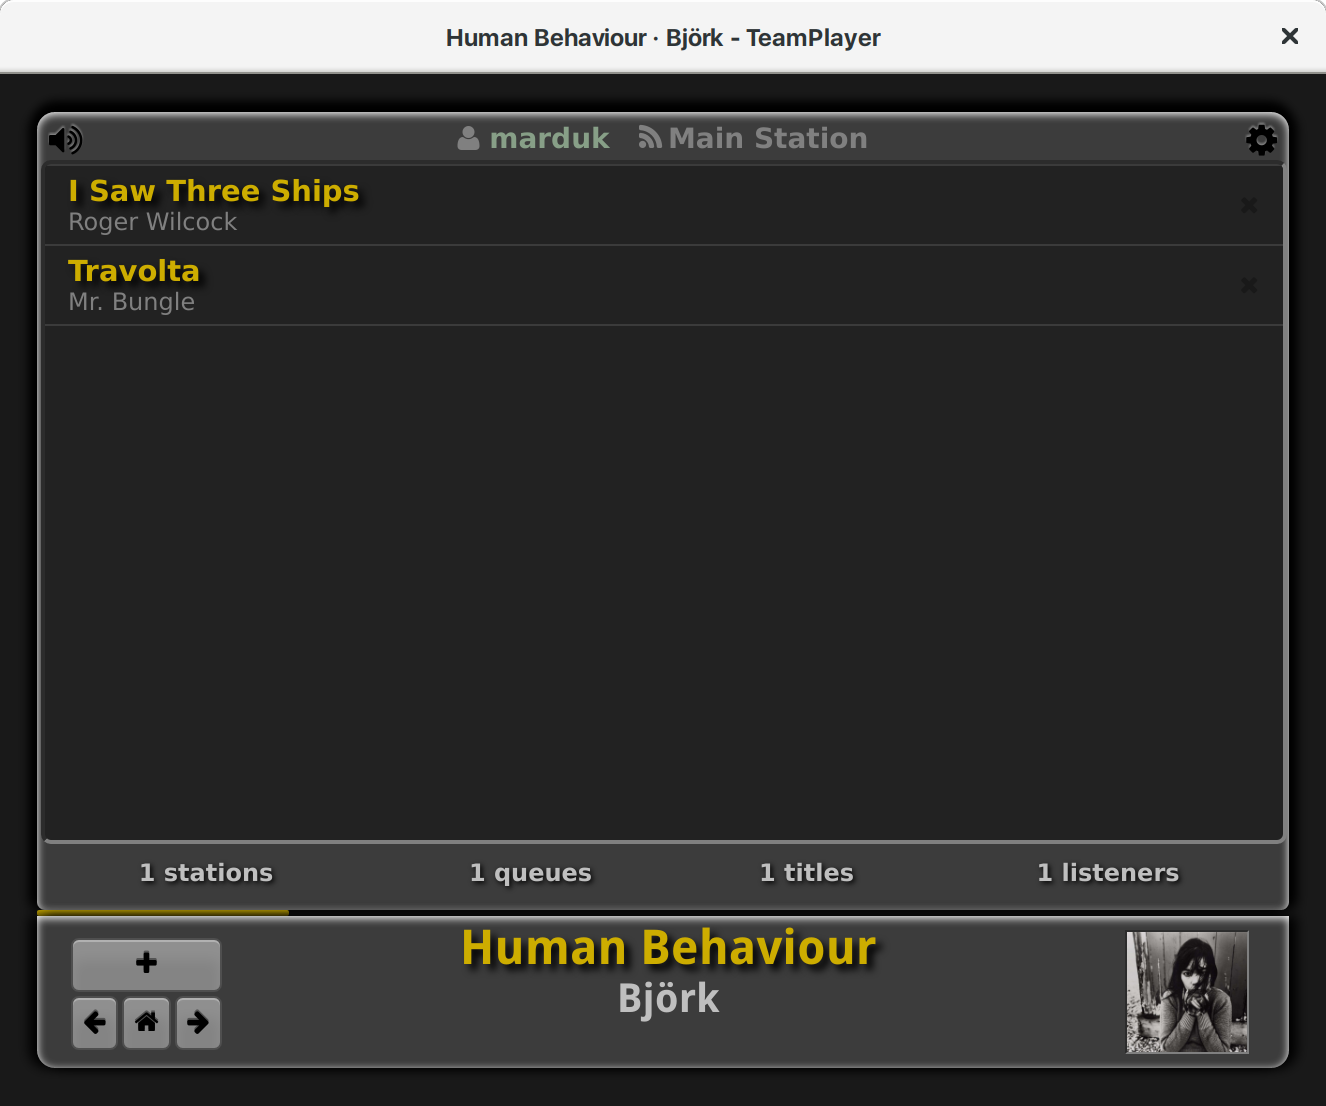 Human Behaviour · Björk - TeamPlayer
marduk Main Station
I Saw Three Ships
Roger Wilcock
Travolta
Mr. Bungle
1 stations 1 queues 1 titles 1 listeners
Human Behaviour
Björk